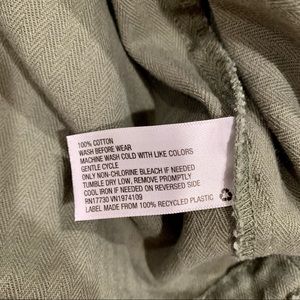 100% COTTON
WASH BEFORE WEAR
MACHINE WASH COLD WITH LIKE COLORS
GENTLE CYCLE
ONLY NON-CHLORINE BLEACH IF NEEDED
TUMBLE DRY LOW, REMOVE PROMPTLY
COOL IRON IF NEEDED ON REVERSED SIDE
RN17730 VN1974109
LABEL MADE FROM 100% RECYCLED PLASTIC